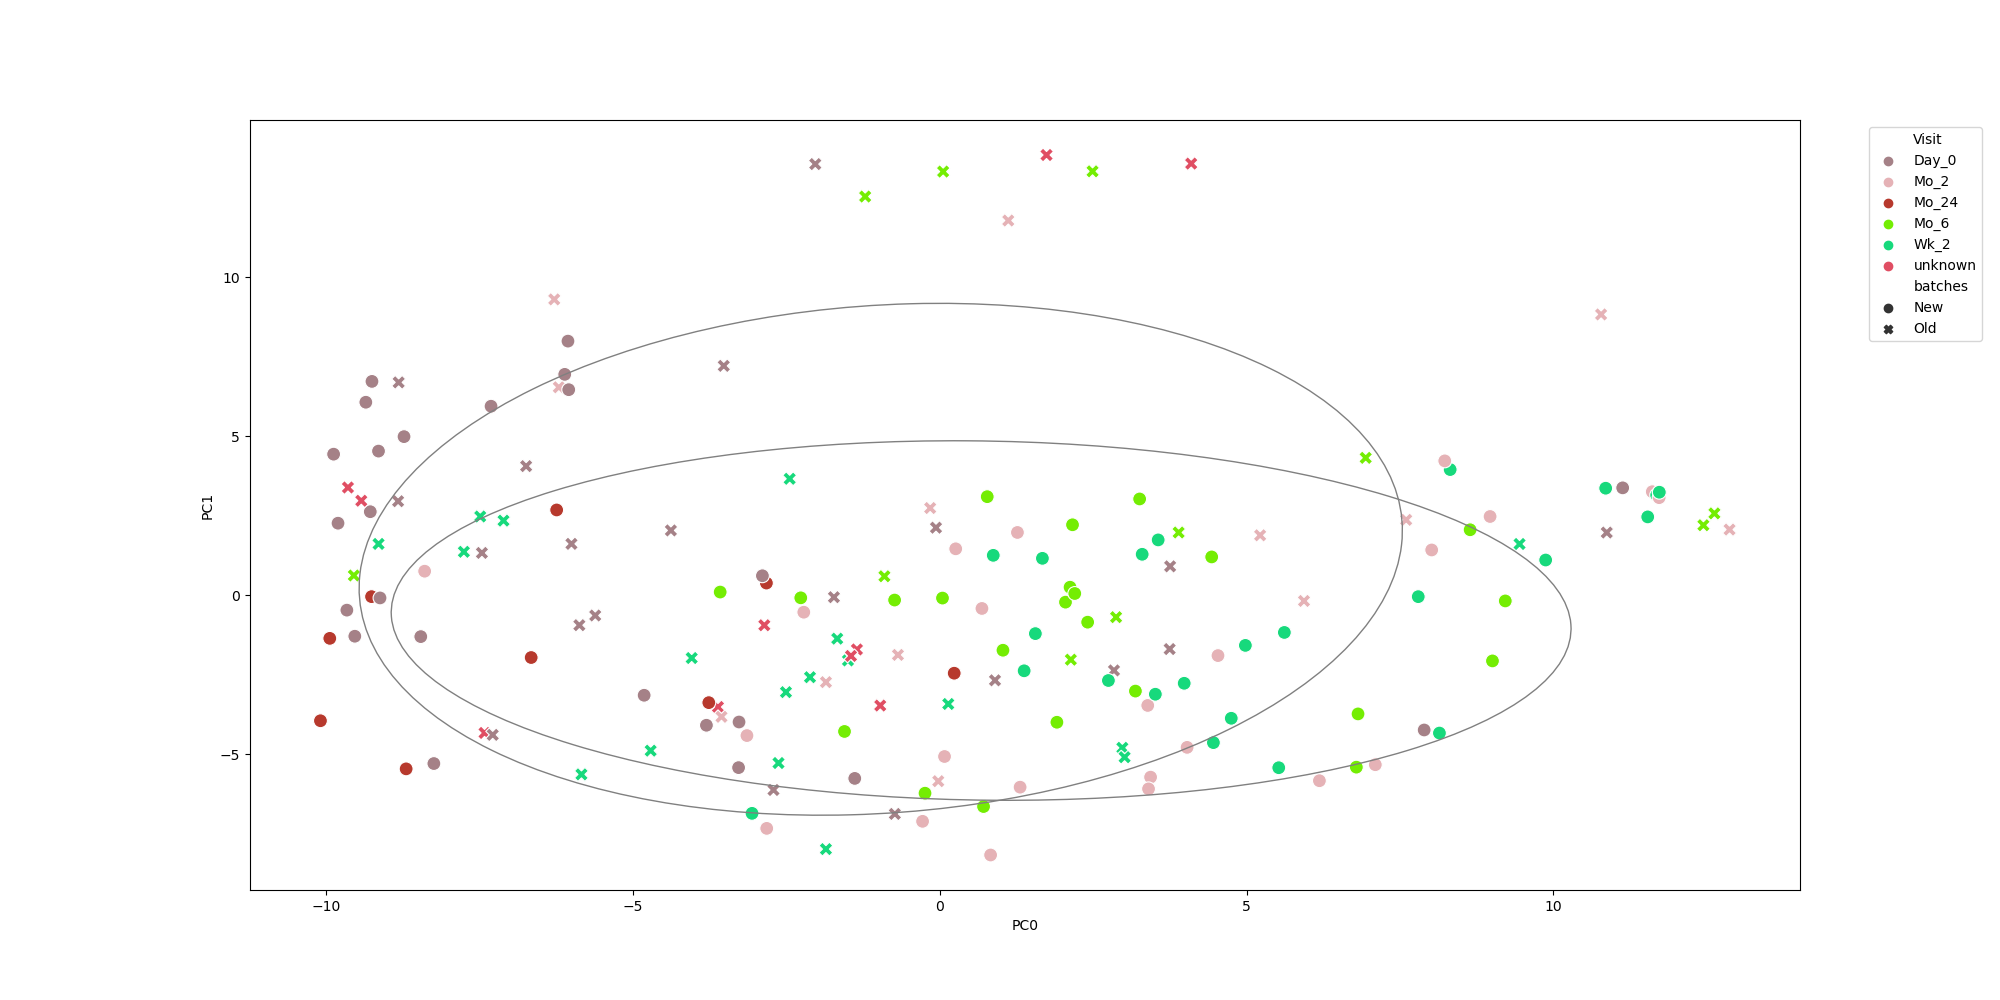 Visit
Day_0
Mo_2
Mo_24
Mo_6
Wk_2
unknown
batches
New
Old
PC1
10
5
0
−5
−10
−5
0
5
10
PC0